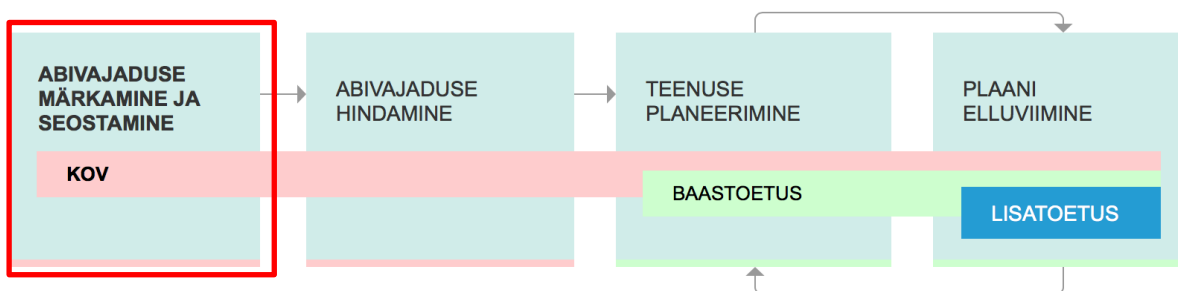 ABIVAJADUSE
MÄRKAMINE JA
SEOSTAMINE
ABIVAJADUSE
HINDAMINE
TEENUSE
PLANEERIMINE
PLAANI
ELLUVIIMINE
KOV
BAASTOETUS
LISATOETUS